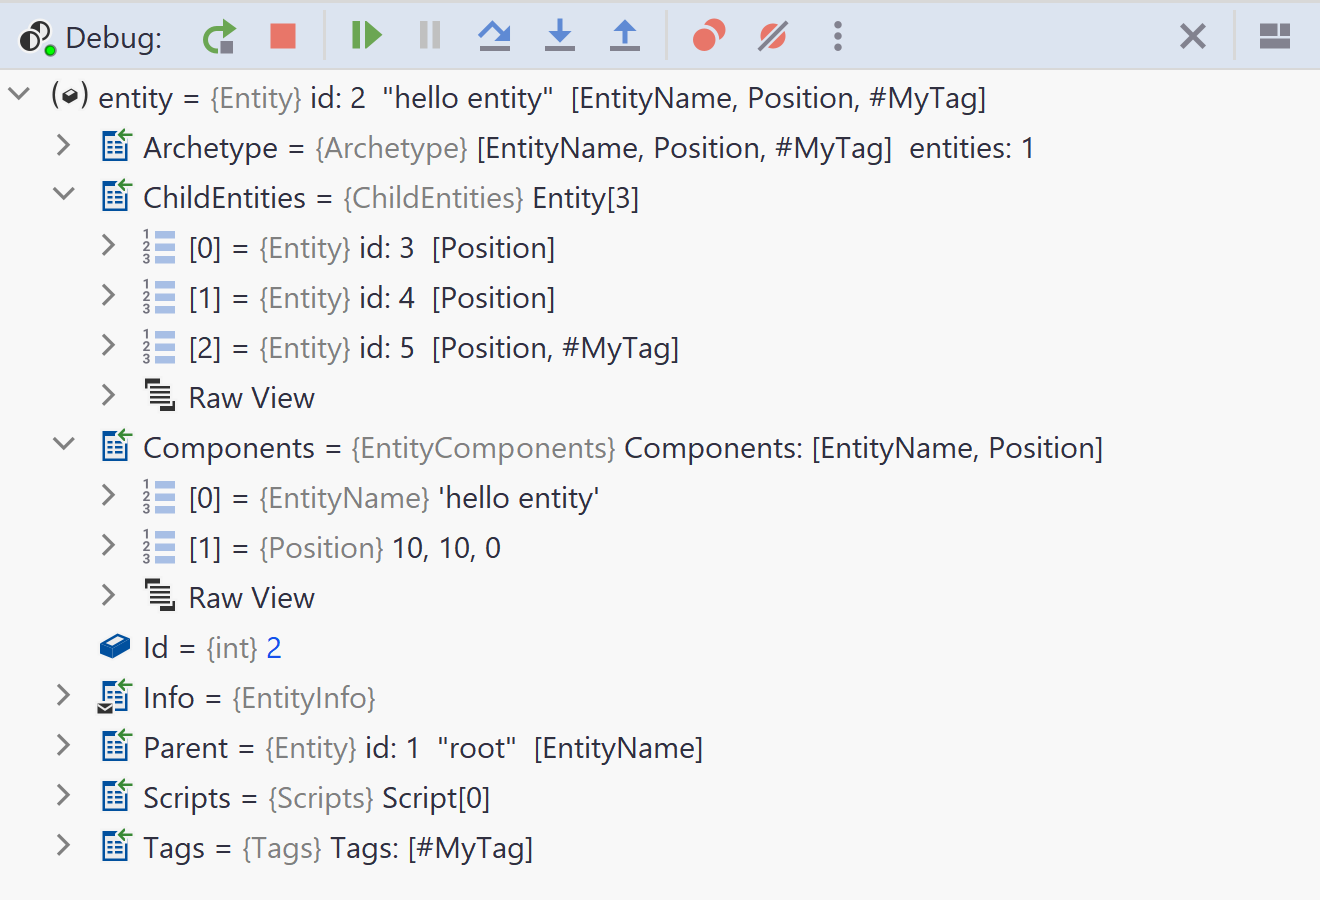 Debug:
entity = {Entity} id: 2 "hello entity" [EntityName, Position, #MyTag]
Archetype = {Archetype} [EntityName, Position, #MyTag] entities: 1
ChildEntities = {ChildEntities} Entity[3]
[0] = {Entity} id: 3 [Position]
[1] = {Entity} id: 4 [Position]
[2] = {Entity} id: 5 [Position, #MyTag]
Raw View
Components = {EntityComponents} Components: [EntityName, Position]
[0] = {EntityName} 'hello entity'
[1] = {Position} 10, 10, 0
Raw View
Id = {int} 2
Info = {EntityInfo}
Parent = {Entity} id: 1 "root" [EntityName]
Scripts = {Scripts} Script[0]
Tags = {Tags} Tags: [#MyTag]